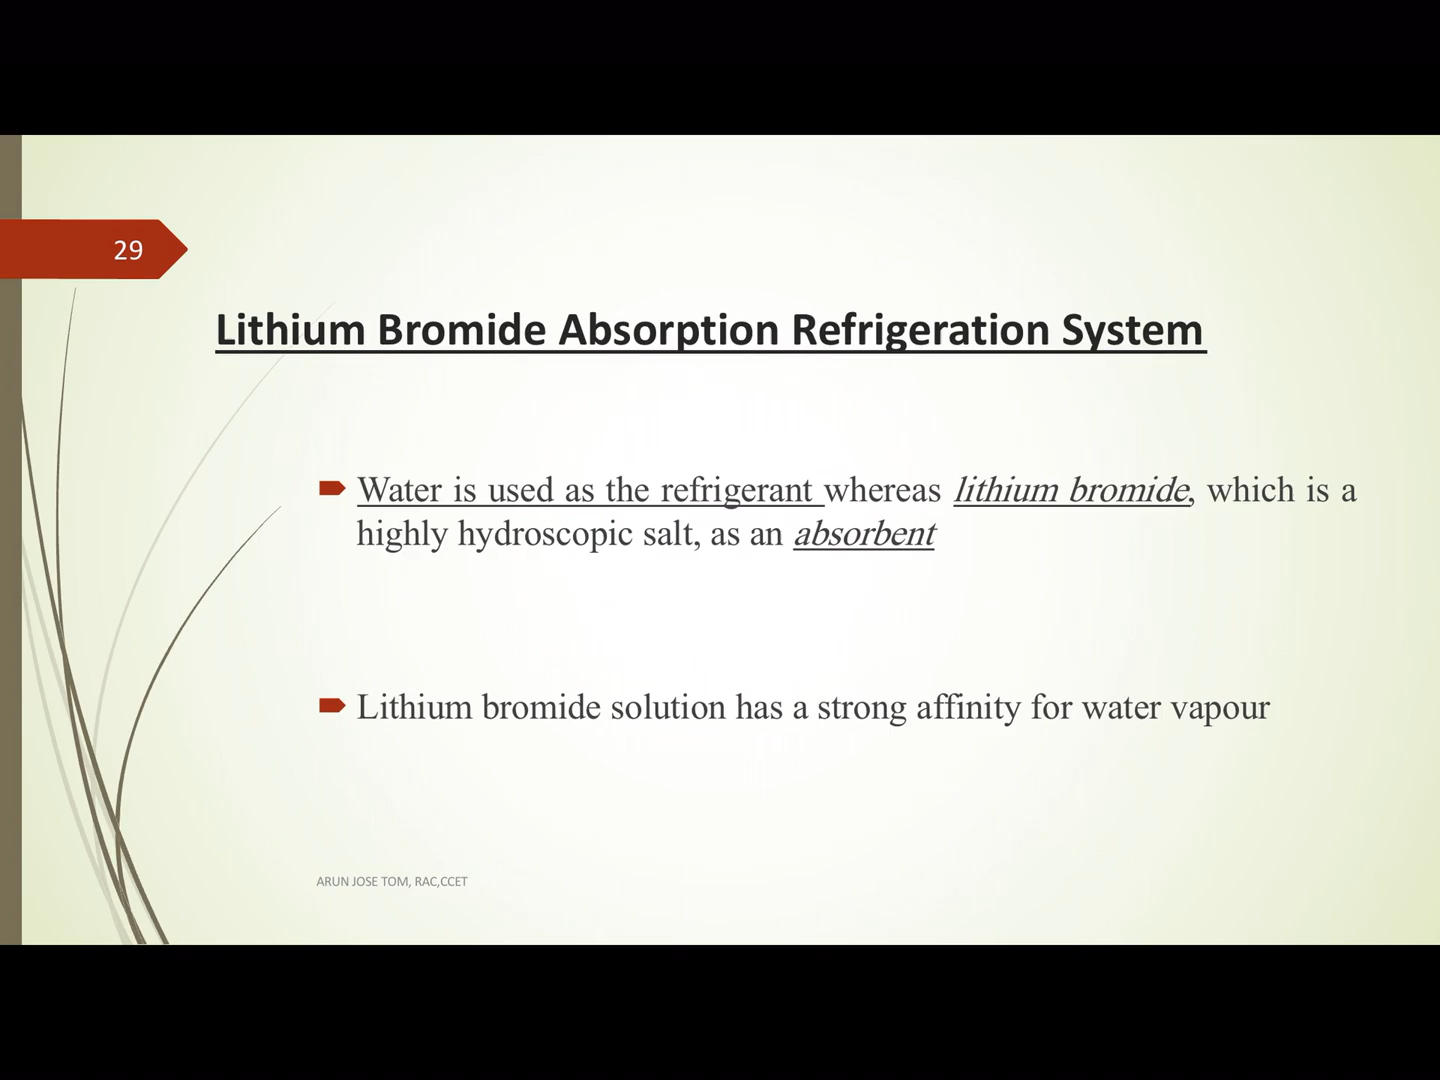 29
Lithium Bromide Absorption Refrigeration System
Water is used as the refrigerant whereas lithium bromide, which is a
highly hydroscopic salt, as an absorbent
Lithium bromide solution has a strong affinity for water vapour
ARUN JOSE TOM, RAC,CCET